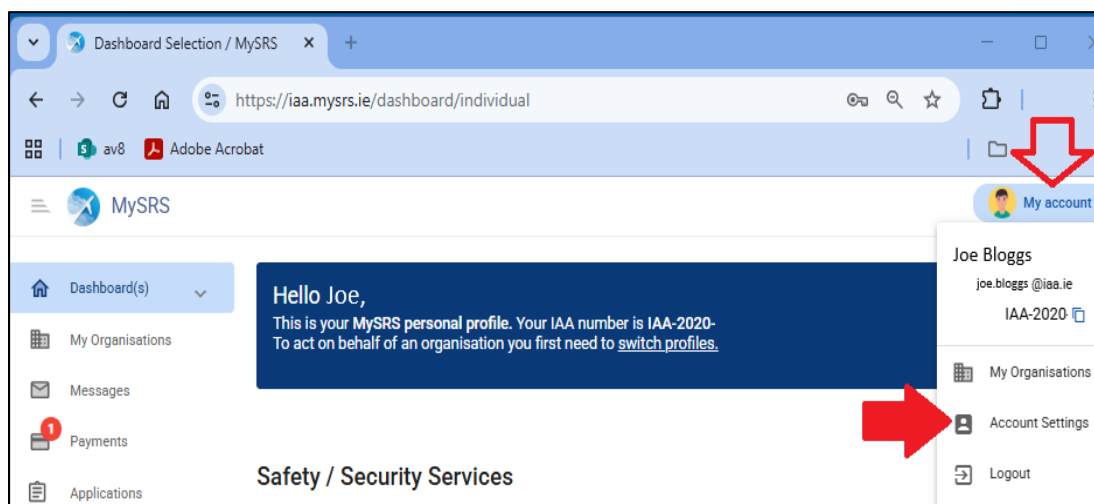 Dashboard Selection / MySRS
https://iaa.mysrs.ie/dashboard/individual
av8 Adobe Acrobat
MySRS
My account
Joe Bloggs
joe.bloggs @iaa.ie
IAA-2020-
Dashboard(s)
My Organisations
Messages
1
Payments
Applications
Hello Joe,
This is your MySRS personal profile. Your IAA number is IAA-2020-
To act on behalf of an organisation you first need to switch profiles.
Safety / Security Services
My Organisations
Account Settings
Logout